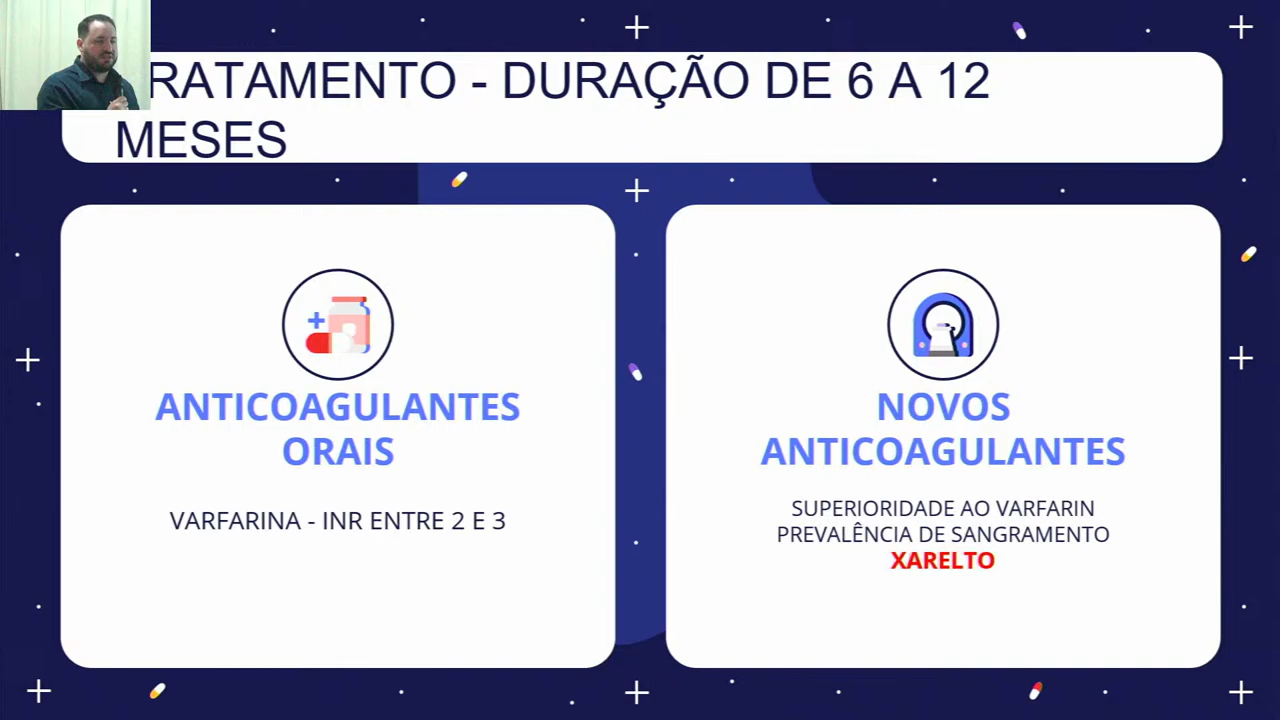 RATAMENTO - DURAÇÃO DE 6 A 12
MESES
ANTICOAGULANTES
ORAIS
VARFARINA - INR ENTRE 2 E 3
NOVOS
ANTICOAGULANTES
SUPERIORIDADE AO VARFARIN
PREVALÊNCIA DE SANGRAMENTO
XARELTO